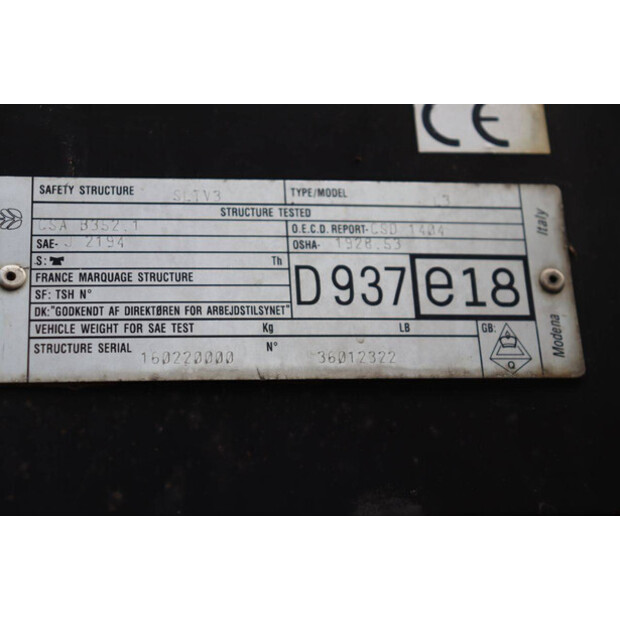 CE
SAFETY STRUCTURE SLTV3 TYPE/MODEL L3
STRUCTURE TESTED
CSA B352.1 O.E.C.D. REPORT- CSD 1404
SAE- J 2194 OSHA- 1928.53
S: Th
FRANCE MARQUAGE STRUCTURE
SF: TSH N°
D937 e18
DK: "GODKENDT AF DIREKTØREN FOR ARBEJDSTILSYNET"
VEHICLE WEIGHT FOR SAE TEST Kg LB GB:
STRUCTURE SERIAL 160220000 N° 36012322
Q
Italy
Modena